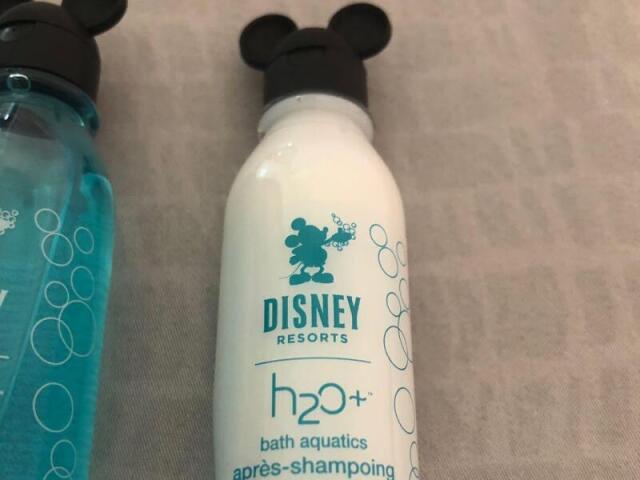 DISNEY
RESORTS
h2o+™
bath aquatics
après-shampoing